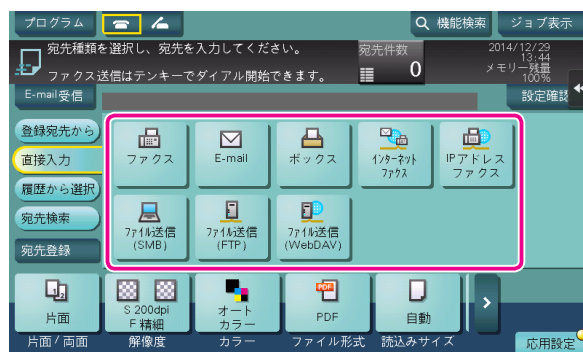 プログラム
機能検索
ジョブ表示
宛先種類を選択し、宛先を入力してください。
ファクス送信はテンキーでダイアル開始できます。
宛先件数
0
2014/12/29
13:44
メモリー残量
100%
E-mail受信
設定確認
登録宛先から
直接入力
履歴から選択
宛先検索
宛先登録
ファクス
E-mail
ボックス
インターネット
ファクス
IPアドレス
ファクス
ファイル送信
(SMB)
ファイル送信
(FTP)
ファイル送信
(WebDAV)
片面
S 200dpi
F 精細
オート
カラー
PDF
PDF
自動
片面/両面
解像度
カラー
ファイル形式
読込みサイズ
応用設定